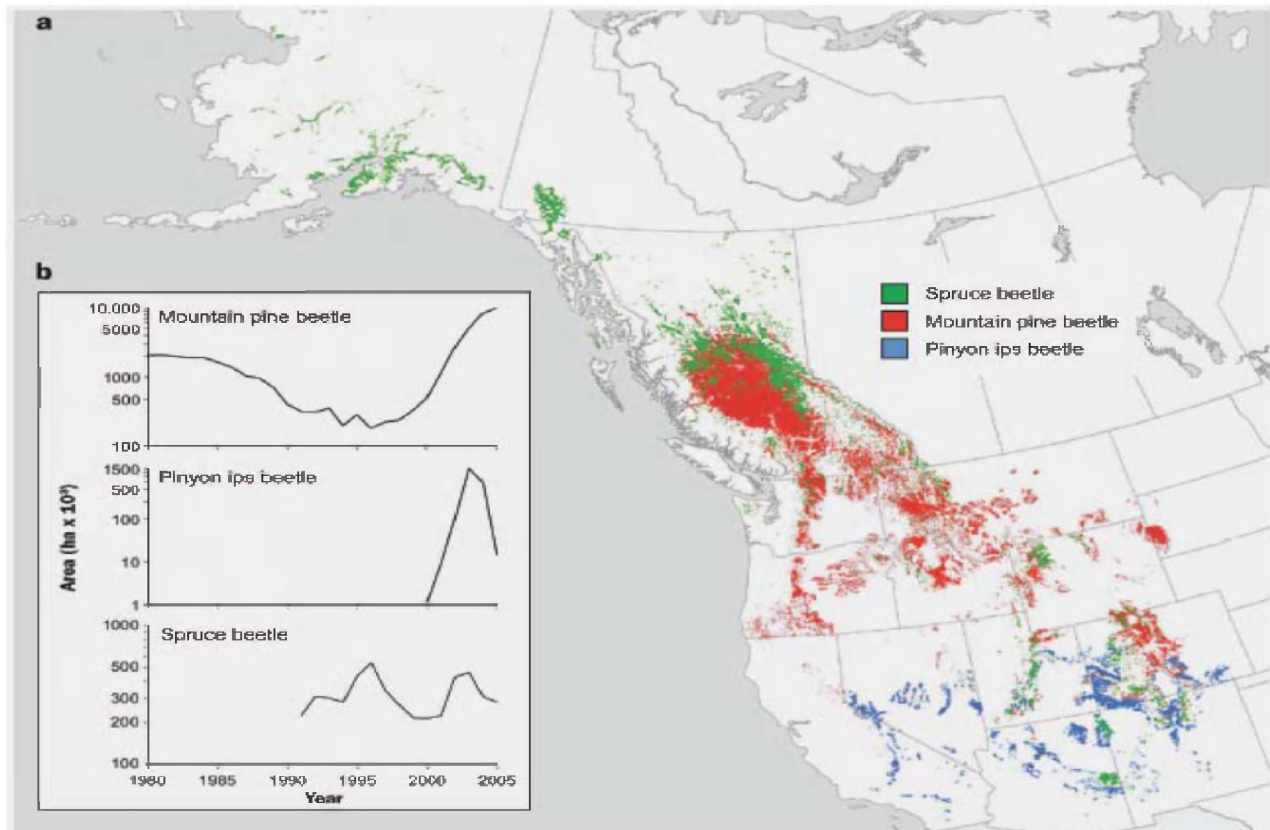 a
b
Spruce beetle
Mountain pine beetle
Pinyon ips beetle
Area (ha x 10³)
Mountain pine beetle
10.000
5000
1000
500
100
Pinyon ips beetle
1500
500
100
10
1
Spruce beetle
1000
500
300
200
100
1980 1985 1990 1995 2000 2005
Year